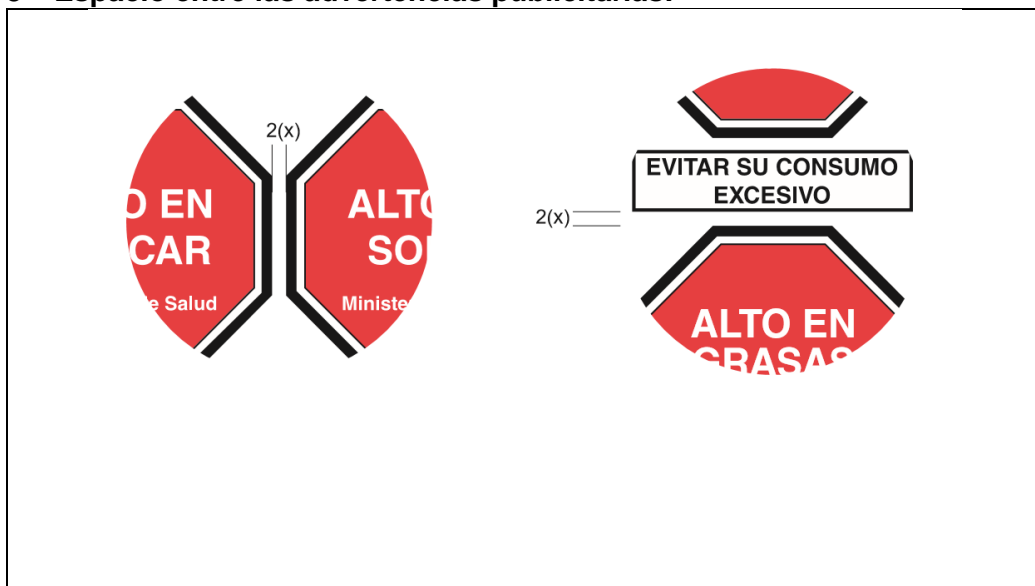 Espacio entre las advertencias publicitarias.
2(x)
O EN
CAR
e Salud
ALTO
SO
Ministe
EVITAR SU CONSUMO
EXCESIVO
2(x)
ALTO EN
GRASAS